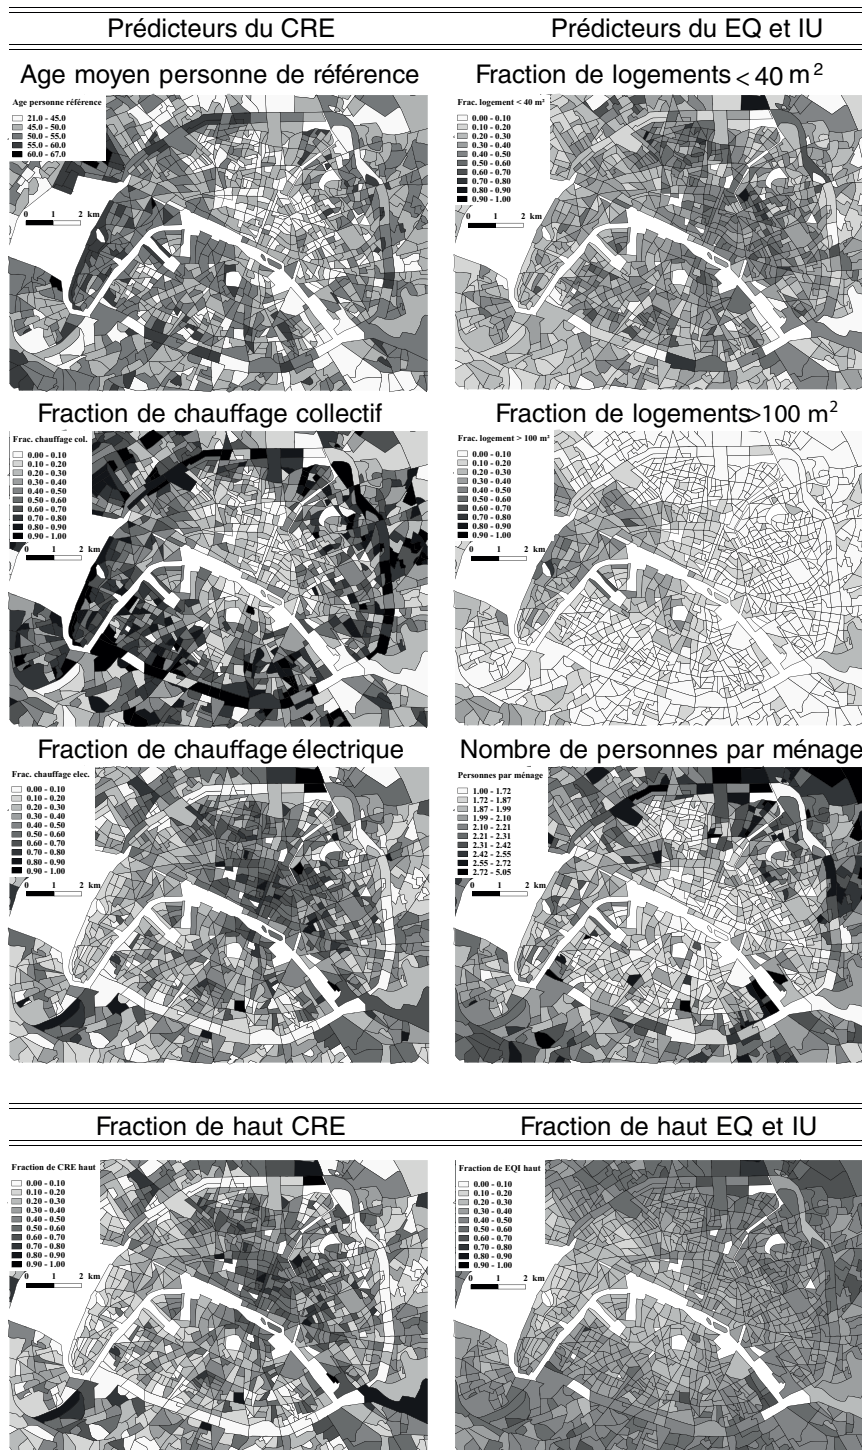 Prédicteurs du CRE
Prédicteurs du EQ et IU
Age moyen personne de référence
Fraction de logements < 40 m²
Age personne référence
21.0 - 45.0
45.0 - 50.0
50.0 - 55.0
55.0 - 60.0
60.0 - 67.0
0 1 2 km
Frac. logement < 40 m²
0.00 - 0.10
0.10 - 0.20
0.20 - 0.30
0.30 - 0.40
0.40 - 0.50
0.50 - 0.60
0.60 - 0.70
0.70 - 0.80
0.80 - 0.90
0.90 - 1.00
0 1 2 km
Fraction de chauffage collectif
Fraction de logements>100 m²
Frac. chauffage col.
0.00 - 0.10
0.10 - 0.20
0.20 - 0.30
0.30 - 0.40
0.40 - 0.50
0.50 - 0.60
0.60 - 0.70
0.70 - 0.80
0.80 - 0.90
0.90 - 1.00
0 1 2 km
Frac. logement > 100 m²
0.00 - 0.10
0.10 - 0.20
0.20 - 0.30
0.30 - 0.40
0.40 - 0.50
0.50 - 0.60
0.60 - 0.70
0.70 - 0.80
0.80 - 0.90
0.90 - 1.00
0 1 2 km
Fraction de chauffage électrique
Nombre de personnes par ménage
Frac. chauffage elec.
0.00 - 0.10
0.10 - 0.20
0.20 - 0.30
0.30 - 0.40
0.40 - 0.50
0.50 - 0.60
0.60 - 0.70
0.70 - 0.80
0.80 - 0.90
0.90 - 1.00
0 1 2 km
Personnes par ménage
1.00 - 1.72
1.72 - 1.87
1.87 - 1.99
1.99 - 2.10
2.10 - 2.21
2.21 - 2.31
2.31 - 2.42
2.42 - 2.55
2.55 - 2.72
2.72 - 5.05
0 1 2 km
Fraction de haut CRE
Fraction de haut EQ et IU
Fraction de CRE haut
0.00 - 0.10
0.10 - 0.20
0.20 - 0.30
0.30 - 0.40
0.40 - 0.50
0.50 - 0.60
0.60 - 0.70
0.70 - 0.80
0.80 - 0.90
0.90 - 1.00
0 1 2 km
Fraction de EQI haut
0.00 - 0.10
0.10 - 0.20
0.20 - 0.30
0.30 - 0.40
0.40 - 0.50
0.50 - 0.60
0.60 - 0.70
0.70 - 0.80
0.80 - 0.90
0.90 - 1.00
0 1 2 km